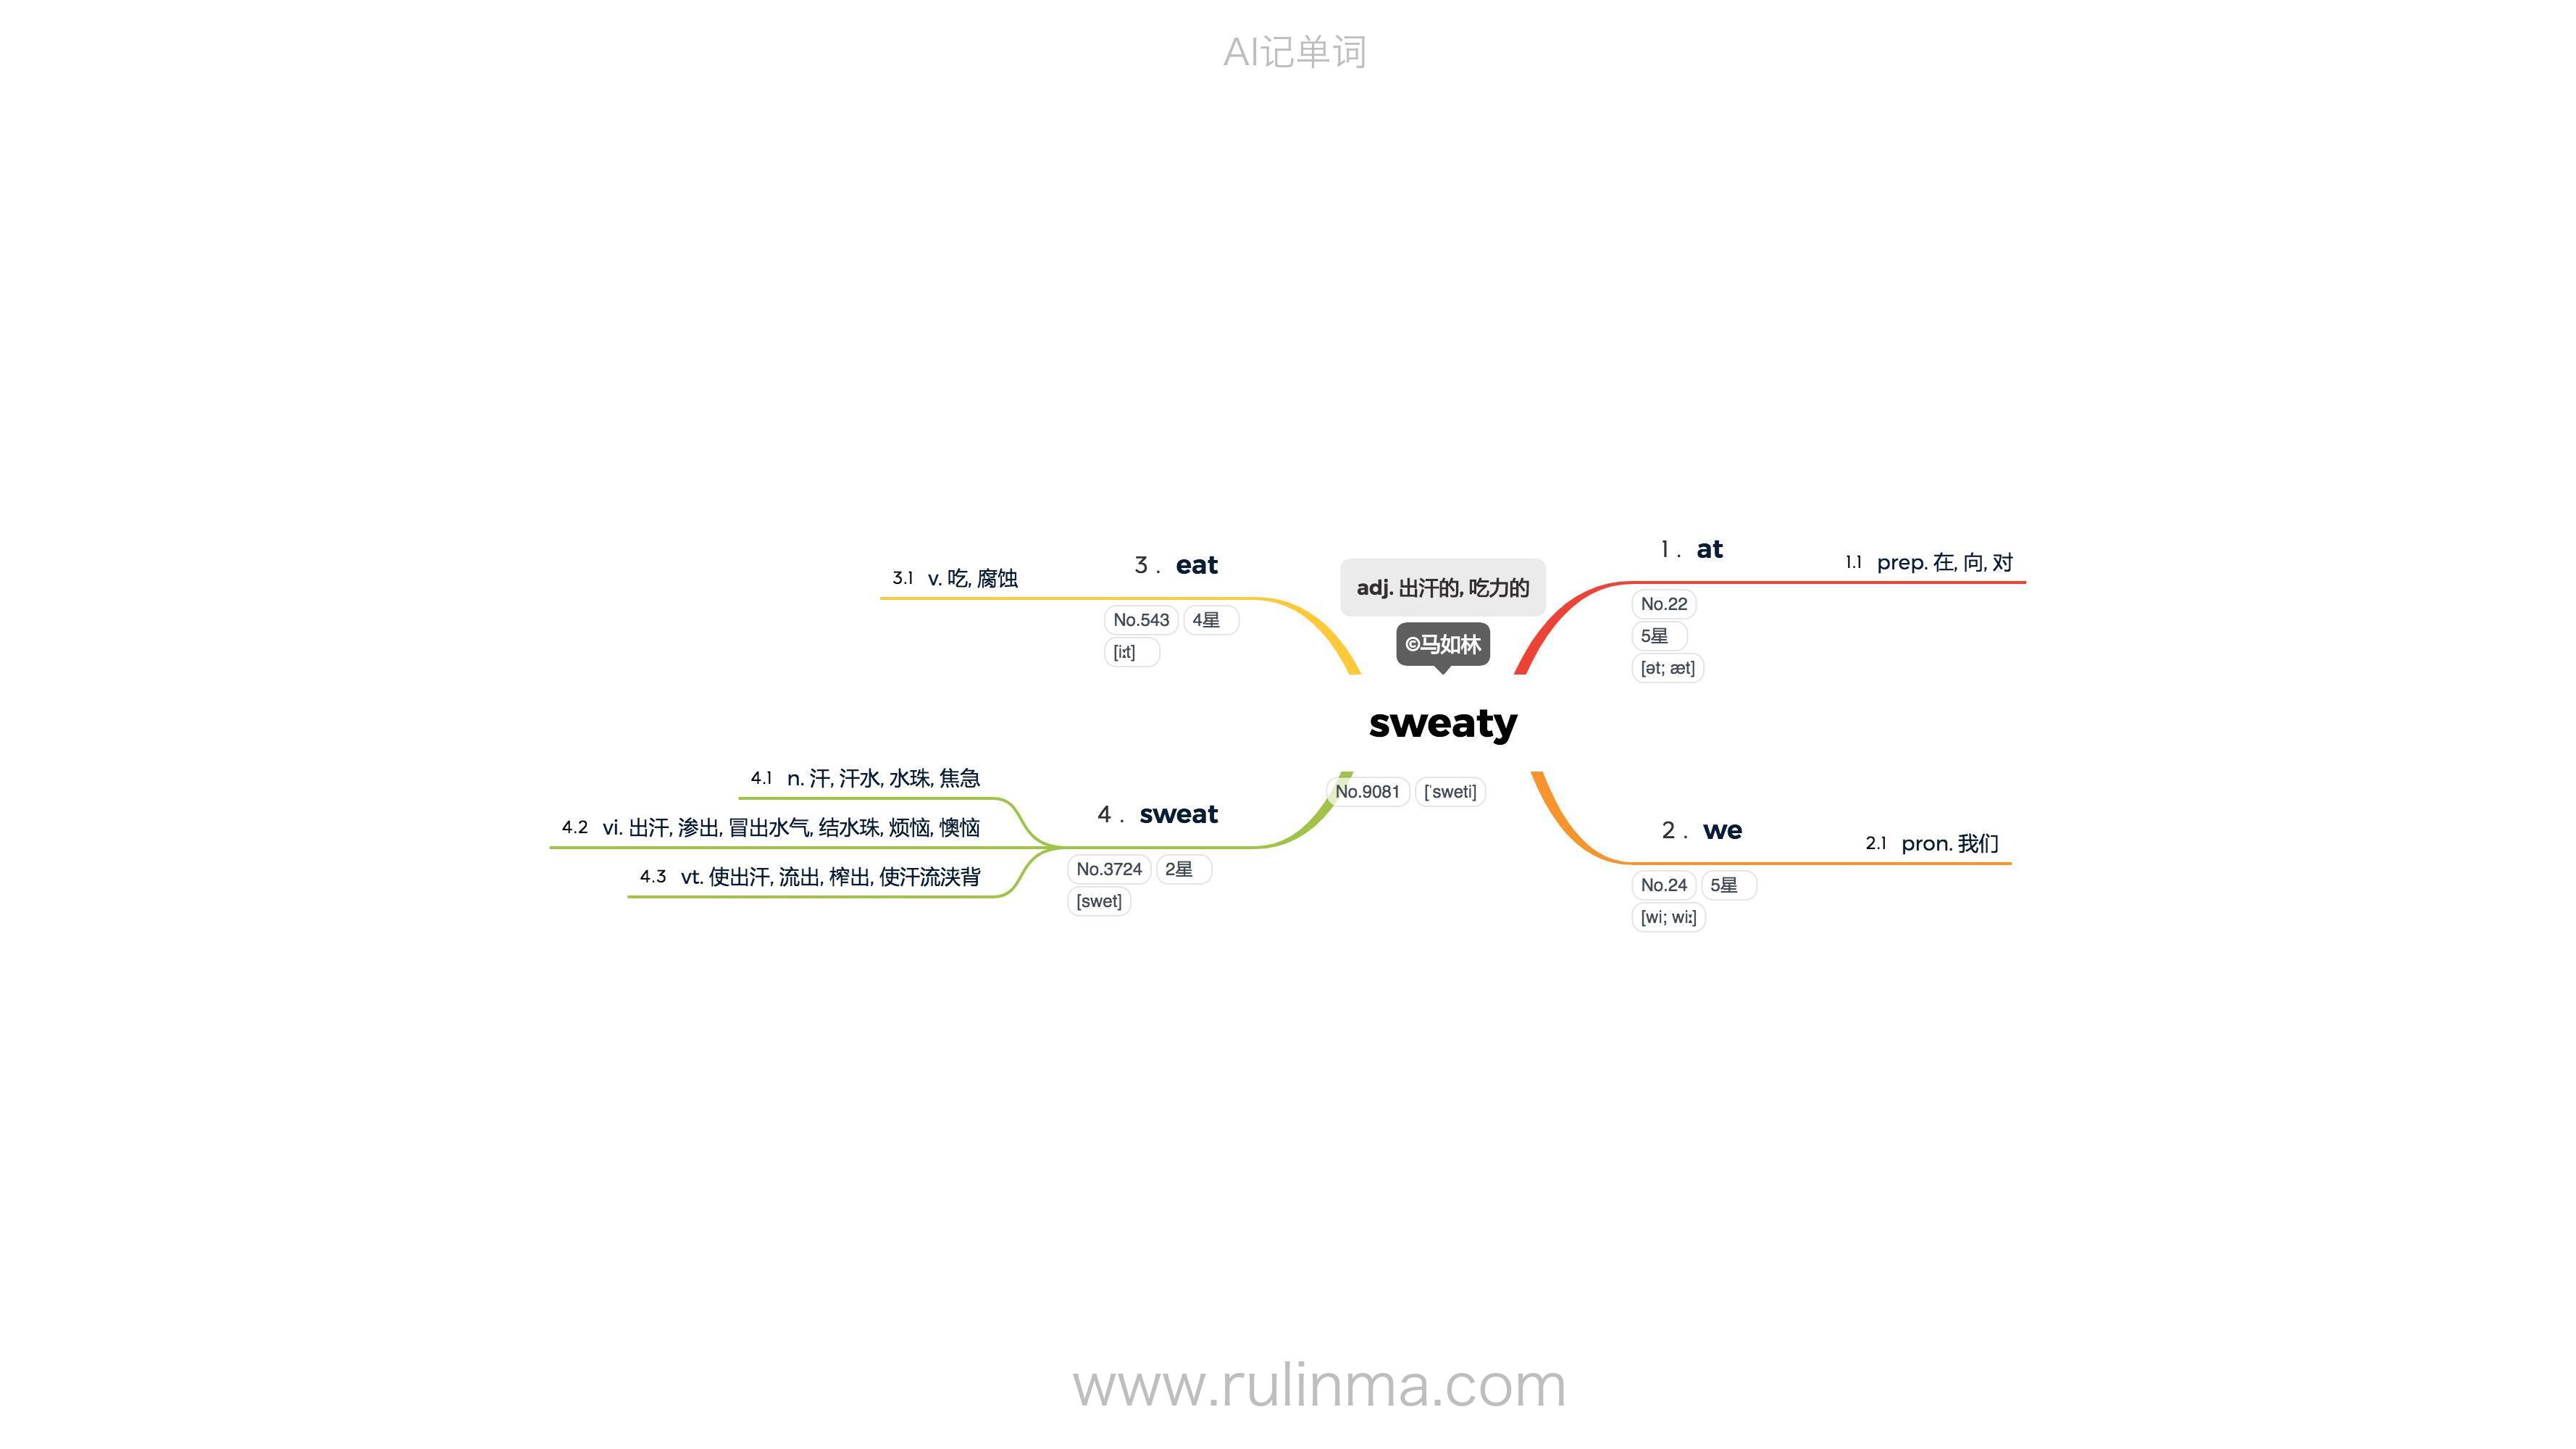 AI记单词
adj. 出汗的, 吃力的
©马如林
sweaty
No.9081 [ˈsweti]
1 . at
No.22
5星
[ət; æt]
1.1 prep. 在, 向, 对
2 . we
No.24 5星
[wi; wiː]
2.1 pron. 我们
3 . eat
No.543 4星
[iːt]
3.1 v. 吃, 腐蚀
4 . sweat
No.3724 2星
[swet]
4.1 n. 汗, 汗水, 水珠, 焦急
4.2 vi. 出汗, 渗出, 冒出水气, 结水珠, 烦恼, 懊恼
4.3 vt. 使出汗, 流出, 榨出, 使汗流浃背
www.rulinma.com